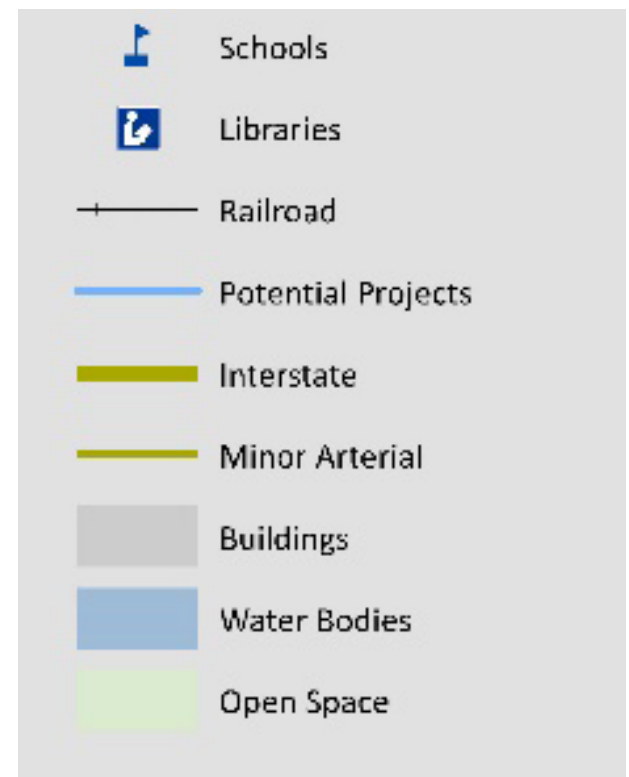 Schools
Libraries
Railroad
Potential Projects
Interstate
Minor Arterial
Buildings
Water Bodies
Open Space